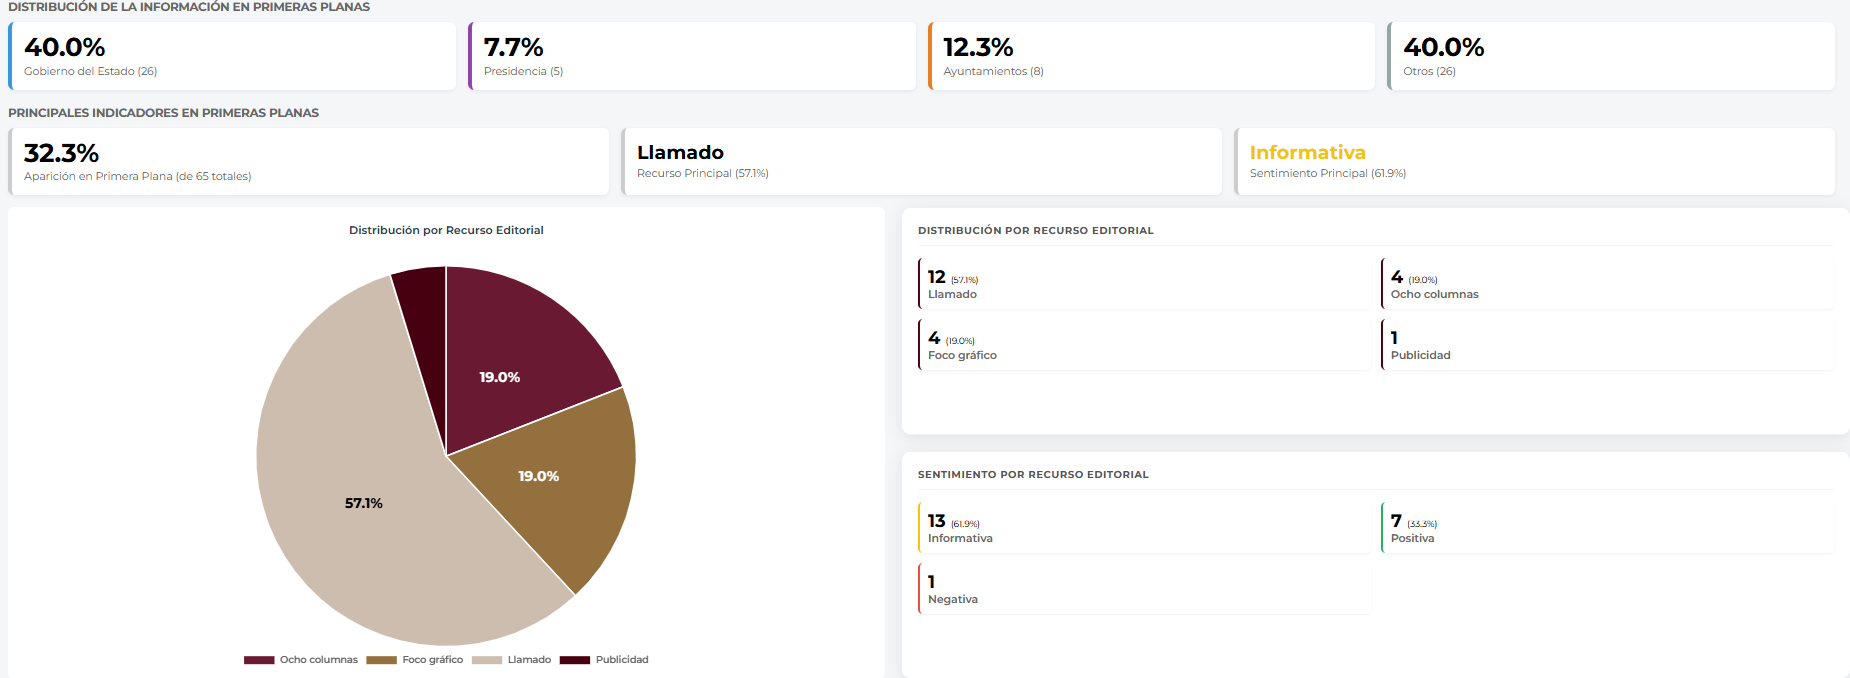 DISTRIBUCIÓN DE LA INFORMACIÓN EN PRIMERAS PLANAS
40.0%
Gobierno del Estado (26)
7.7%
Presidencia (5)
12.3%
Ayuntamientos (8)
40.0%
Otros (26)
PRINCIPALES INDICADORES EN PRIMERAS PLANAS
32.3%
Aparición en Primera Plana (de 65 totales)
Llamado
Recurso Principal (57.1%)
Informativa
Sentimiento Principal (61.9%)
Distribución por Recurso Editorial
19.0%
19.0%
57.1%
Ocho columnas
Foco gráfico
Llamado
Publicidad
DISTRIBUCIÓN POR RECURSO EDITORIAL
12 (57.1%)
Llamado
4 (19.0%)
Ocho columnas
4 (19.0%)
Foco gráfico
1
Publicidad
SENTIMIENTO POR RECURSO EDITORIAL
13 (61.9%)
Informativa
7 (33.3%)
Positiva
1
Negativa